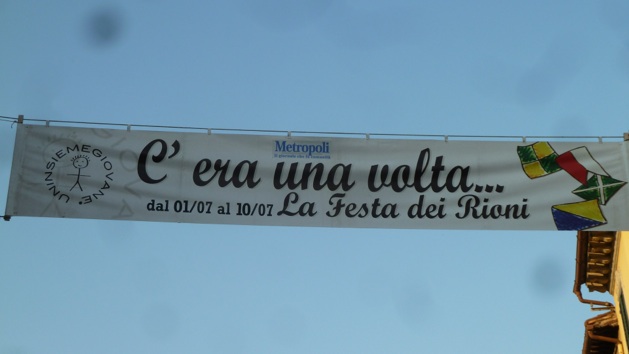 UNINSIEMEGIOVANE!
Metropoli
C' era una volta...
dal 01/07 al 10/07 La Festa dei Rioni